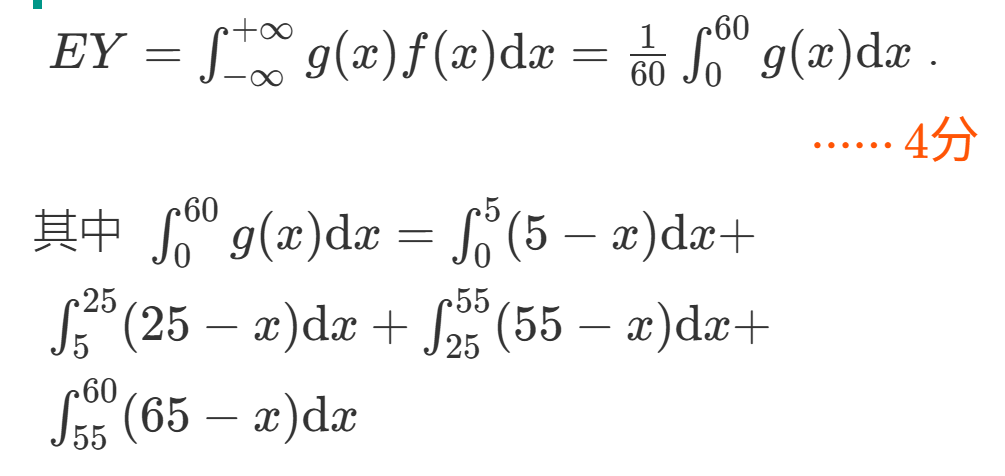 EY = ∫_{-∞}^{+∞} g(x)f(x)dx = \frac{1}{60} ∫_0^{60} g(x)dx .
······ 4分
其中 ∫_0^{60} g(x)dx = ∫_0^5 (5 − x)dx+
∫_5^{25} (25 − x)dx + ∫_{25}^{55} (55 − x)dx+
∫_{55}^{60} (65 − x)dx